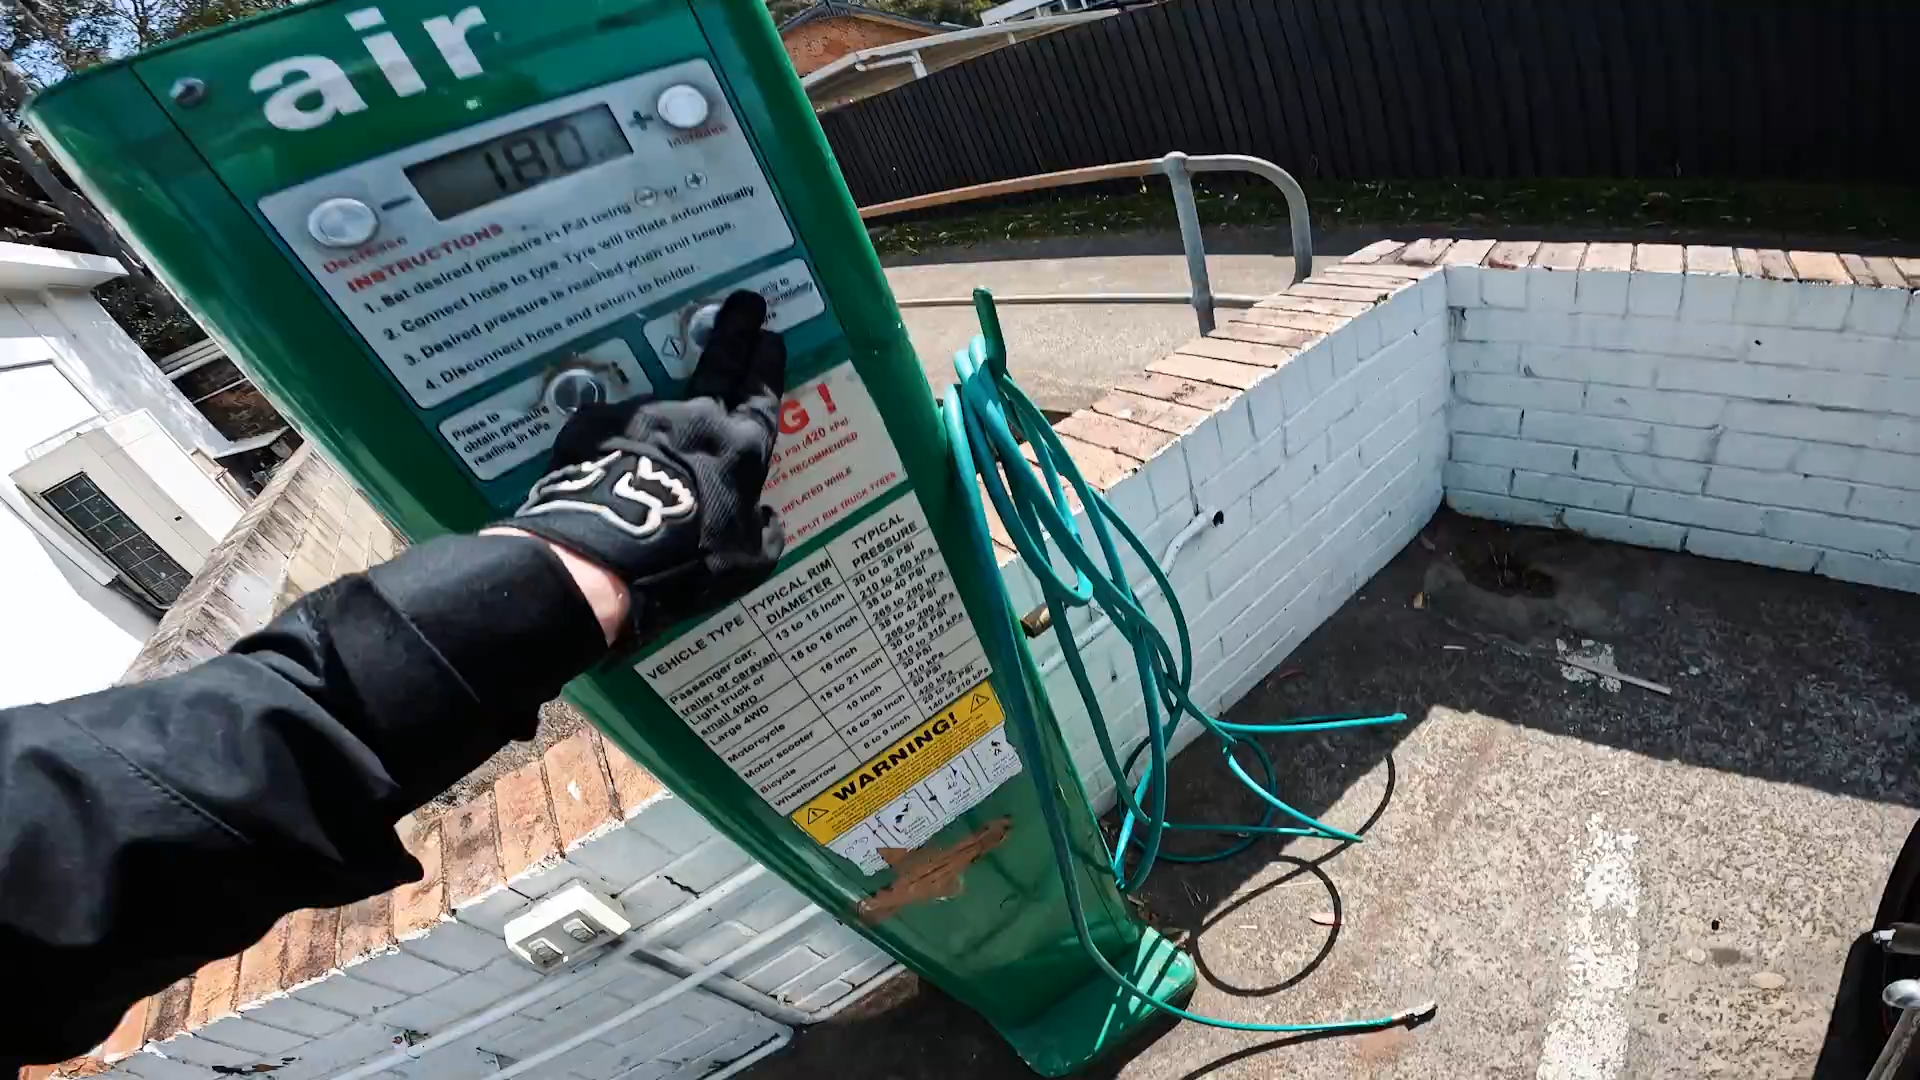 air
180
+
Increase
-
Decrease
INSTRUCTIONS
1. Set desired pressure in P.SI using - or +
2. Connect hose to tyre. Tyre will inflate automatically.
3. Desired pressure is reached when unit beeps.
4. Disconnect hose and return to holder.
only to
Press to
obtain pressure
reading in kPa
G!
PSI (420 kPa)
RECOMMENDED
INFLATED WHILE
SPLIT RIM TRUCK TYRES
VEHICLE TYPE
TYPICAL RIM
DIAMETER
TYPICAL
PRESSURE
Passenger car,
trailer or caravan
13 to 15 inch
30 to 36 PSI
210 to 250 kPa
Light truck or
small 4WD
15 to 16 inch
38 to 40 PSI
265 to 280 kPa
Large 4WD
16 inch
38 to 42 PSI
265 to 290 kPa
Motorcycle
15 to 21 inch
30 to 45 PSI
210 to 315 kPa
Motor scooter
10 inch
30 PSI
210 kPa
Bicycle
16 to 30 inch
60 PSI
420 kPa
Wheelbarrow
6 to 9 inch
20 to 30 PSI
140 to 210 kPa
WARNING!